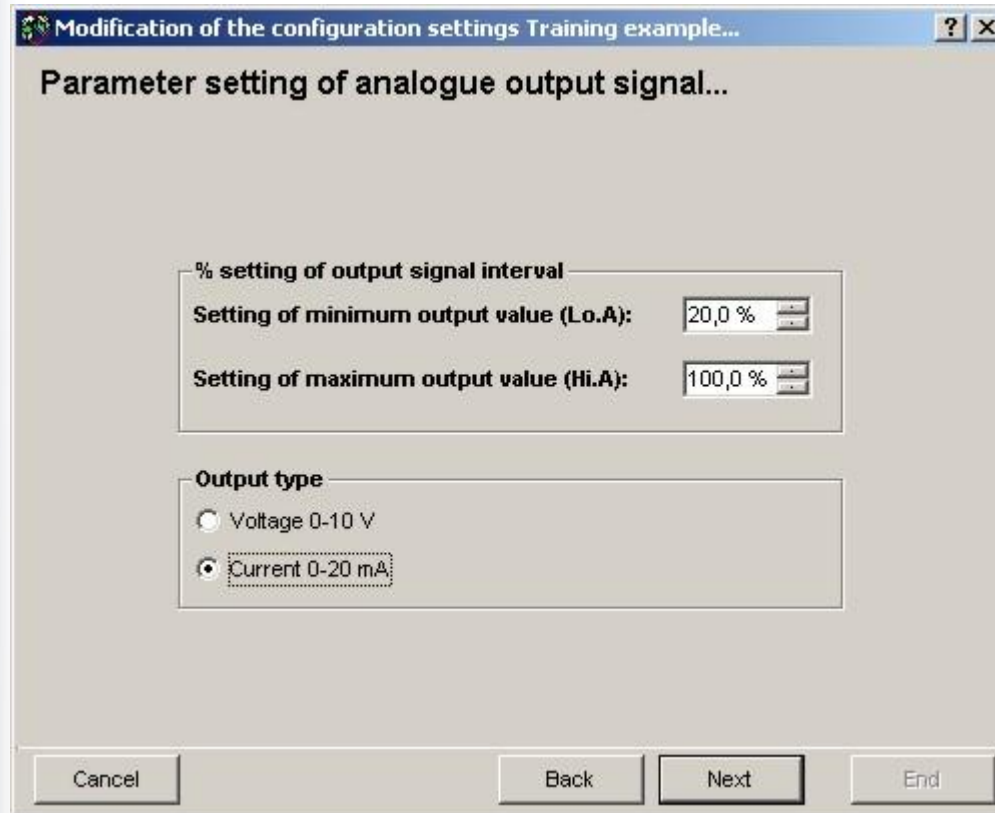 Modification of the configuration settings Training example...
Parameter setting of analogue output signal...
% setting of output signal interval
Setting of minimum output value (Lo.A): 20,0 %
Setting of maximum output value (Hi.A): 100,0 %
Output type
Voltage 0-10 V
Current 0-20 mA
Cancel Back Next End